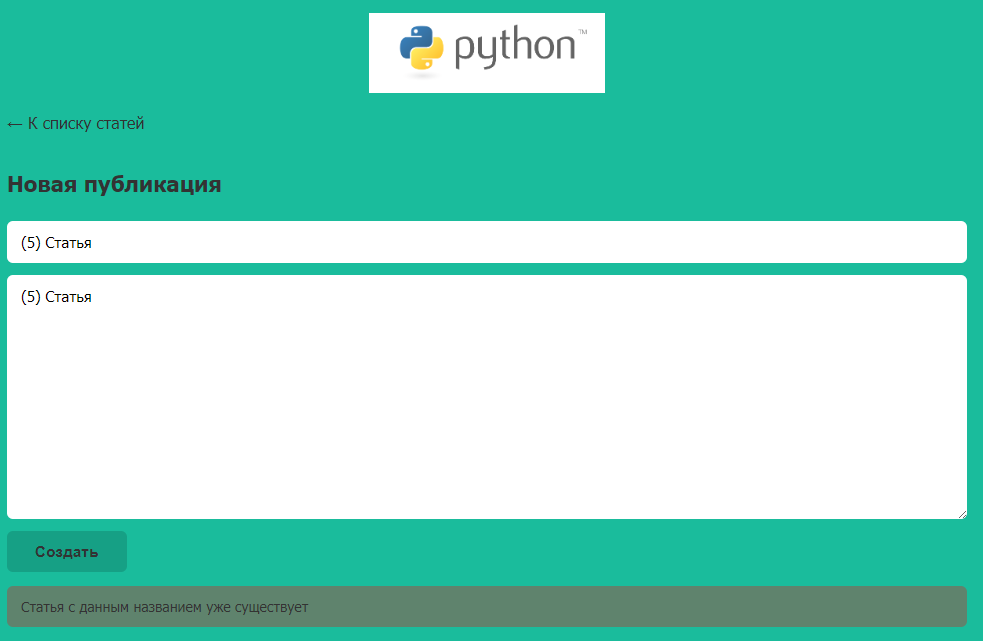 python™
← К списку статей
Новая публикация
(5) Статья
(5) Статья
Создать
Статья с данным названием уже существует